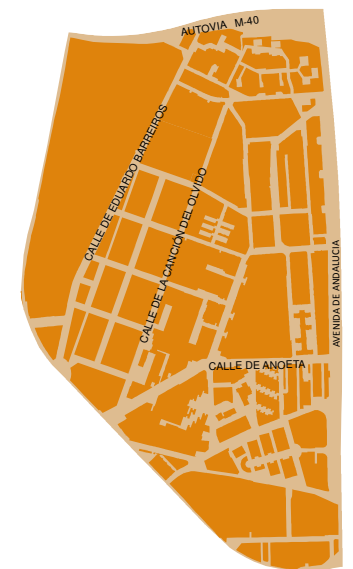 AUTOVIA M-40
CALLE DE EDUARDO BARREIROS
CALLE DE LA CANCIÓN DEL OLVIDO
AVENIDA DE ANDALUCIA
CALLE DE ANOETA